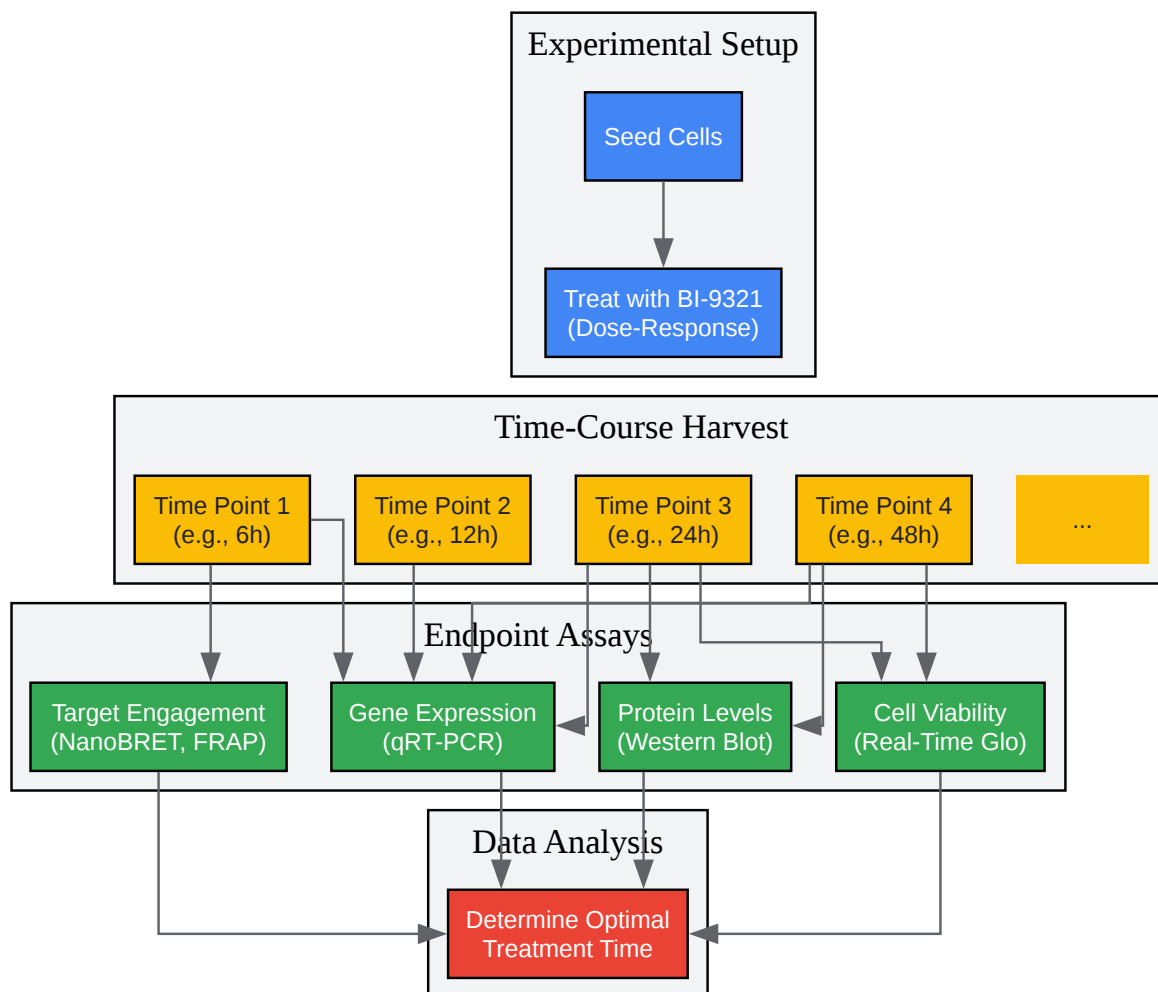 Experimental Setup
Seed Cells
Treat with BI-9321
(Dose-Response)
Time-Course Harvest
Time Point 1
(e.g., 6h)
Time Point 2
(e.g., 12h)
Time Point 3
(e.g., 24h)
Time Point 4
(e.g., 48h)
...
Endpoint Assays
Target Engagement
(NanoBRET, FRAP)
Gene Expression
(qRT-PCR)
Protein Levels
(Western Blot)
Cell Viability
(Real-Time Glo)
Data Analysis
Determine Optimal
Treatment Time